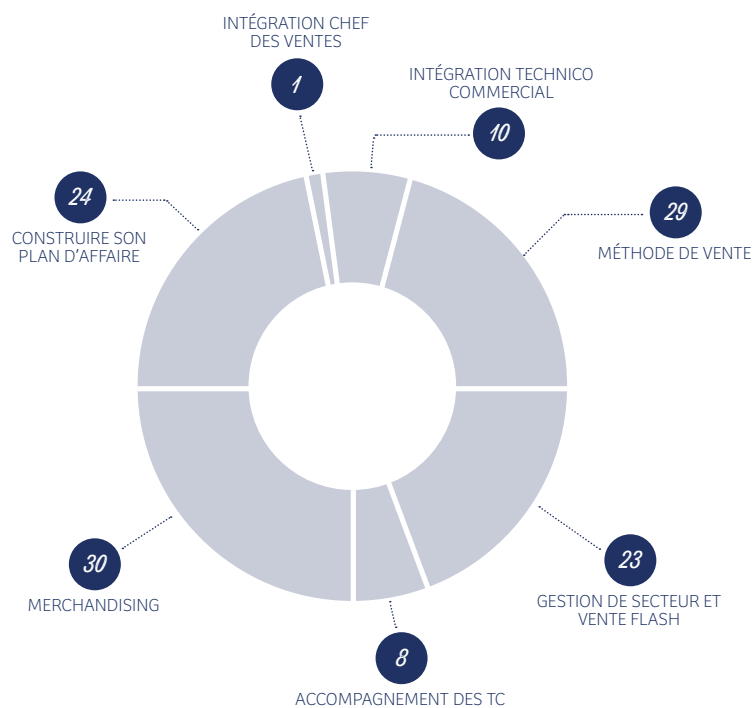 INTÉGRATION CHEF
DES VENTES
1
INTÉGRATION TECHNICO
COMMERCIAL
10
24
CONSTRUIRE SON
PLAN D'AFFAIRE
29
MÉTHODE DE VENTE
30
MERCHANDISING
23
GESTION DE SECTEUR ET
VENTE FLASH
8
ACCOMPAGNEMENT DES TC